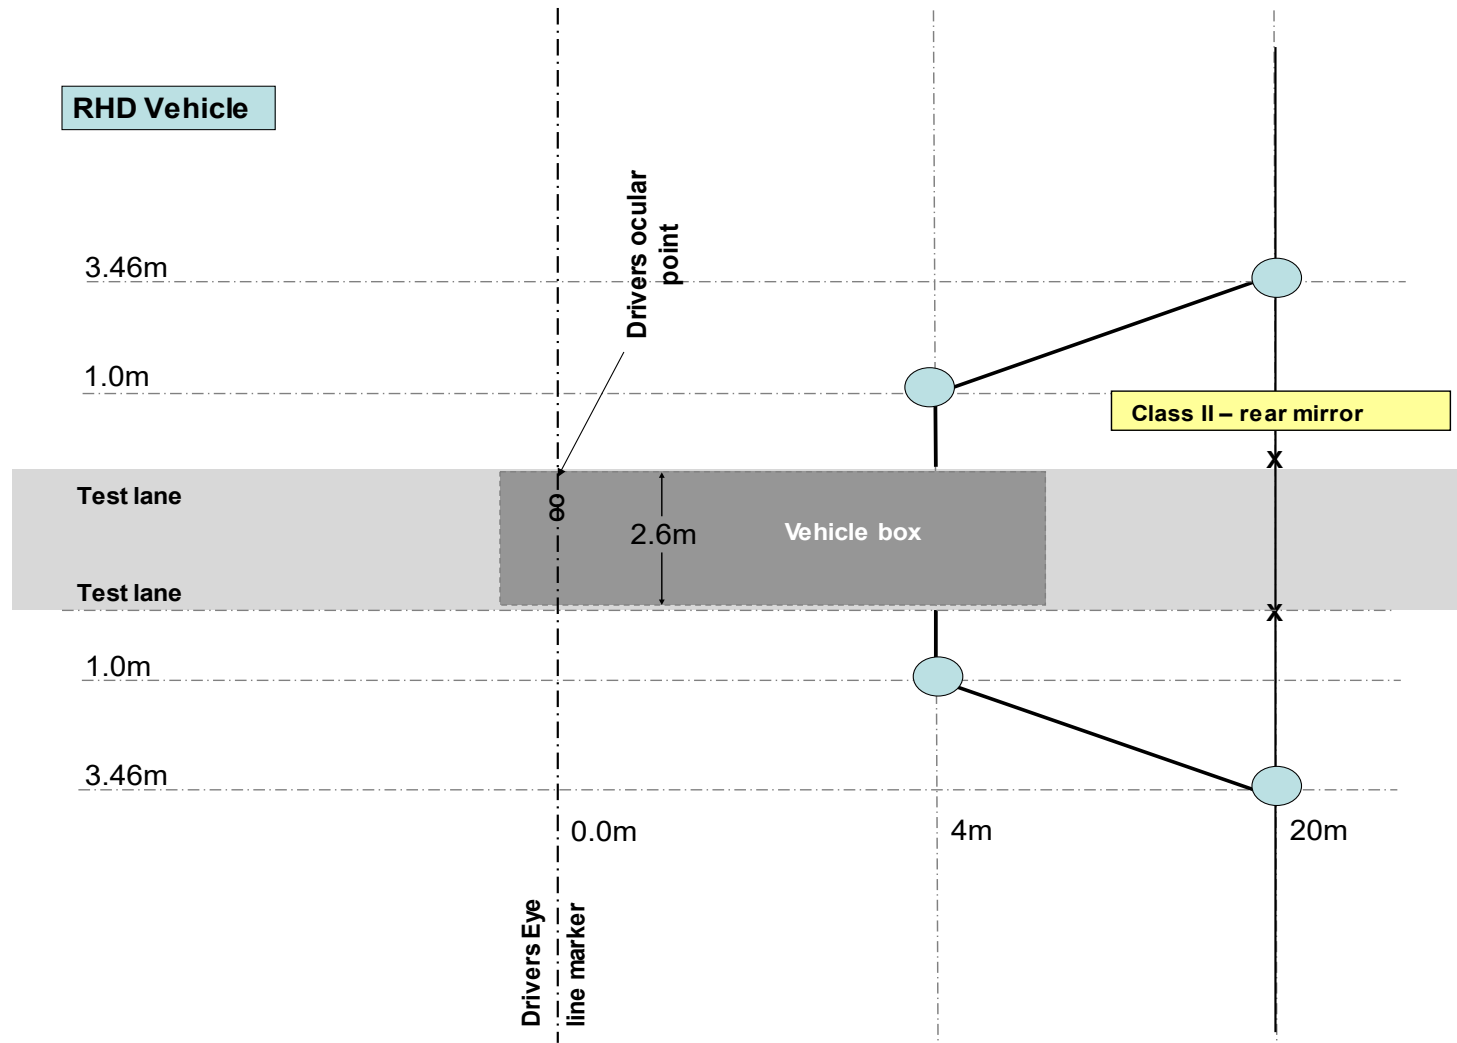 RHD Vehicle
Drivers ocular
point
3.46m
1.0m
Class II – rear mirror
x
Test lane
2.6m
Vehicle box
Test lane
x
1.0m
3.46m
0.0m
4m
20m
Drivers Eye
line marker